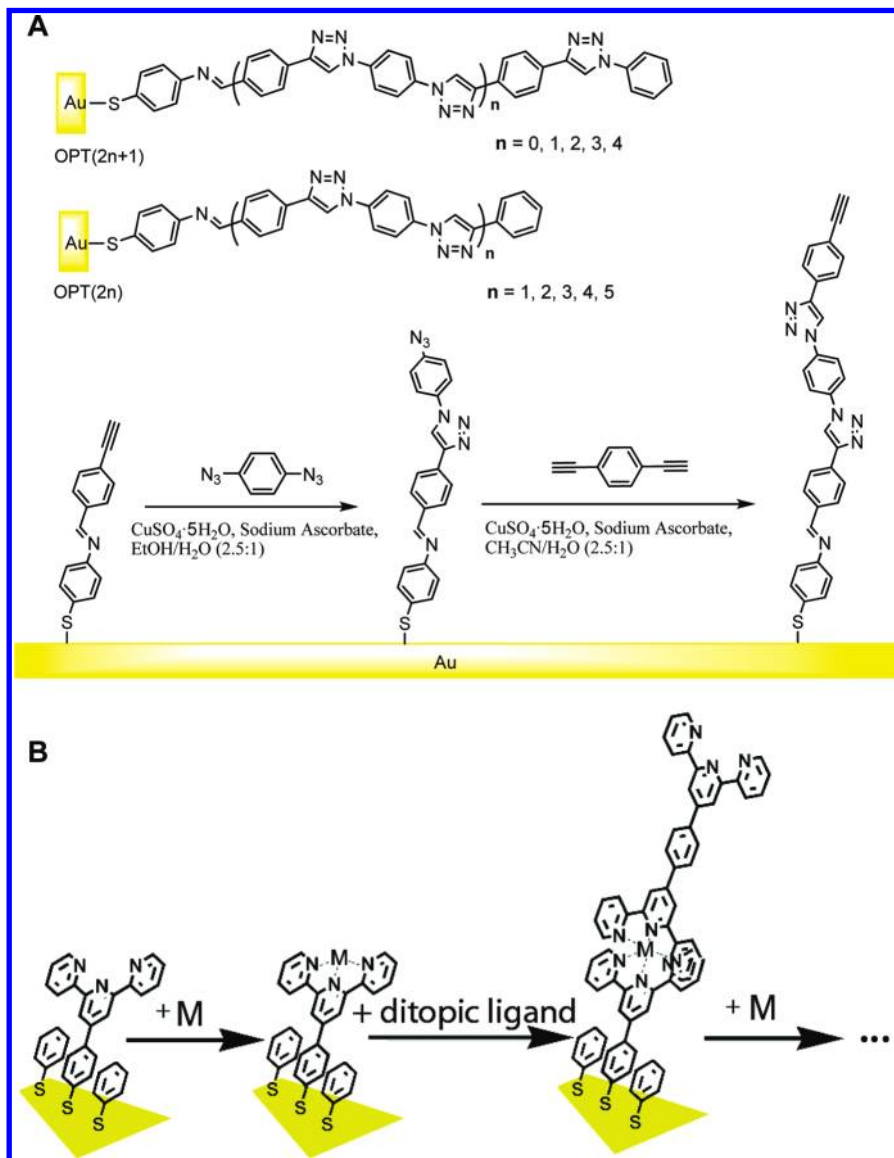 A
N=N
N
N
N
N=N
N
Au
S
N
N
N=N
n
OPT(2n+1)
n = 0, 1, 2, 3, 4
N=N
N
N
N
Au
S
N=N
n
OPT(2n)
n = 1, 2, 3, 4, 5
N3
N
N
N
N
N
N
N
N
N
N
N
N3
N3
CuSO4·5H2O, Sodium Ascorbate,
EtOH/H2O (2.5:1)
CuSO4·5H2O, Sodium Ascorbate,
CH3CN/H2O (2.5:1)
N
N
N
S
S
S
Au
B
N
N
N
M
N
N
N
N
N
N
N
N
N
M
N
N
N
+ M
+ ditopic ligand
+ M
...
S
S
S
S
S
S
S
S
S